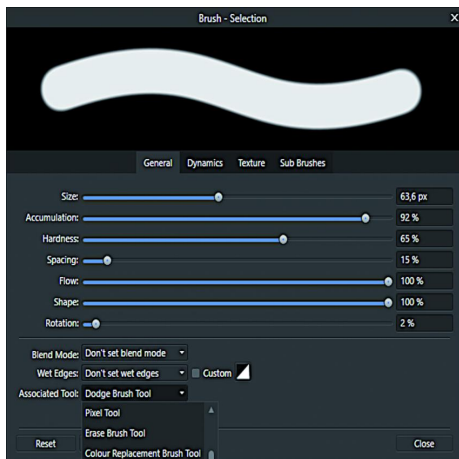 Brush - Selection X
General Dynamics Texture Sub Brushes
Size: 63,6 px
Accumulation: 92 %
Hardness: 65 %
Spacing: 15 %
Flow: 100 %
Shape: 100 %
Rotation: 2 %
Blend Mode: Don't set blend mode
Wet Edges: Don't set wet edges Custom
Associated Tool: Dodge Brush Tool
Pixel Tool
Erase Brush Tool
Reset Close
Colour Replacement Brush Tool